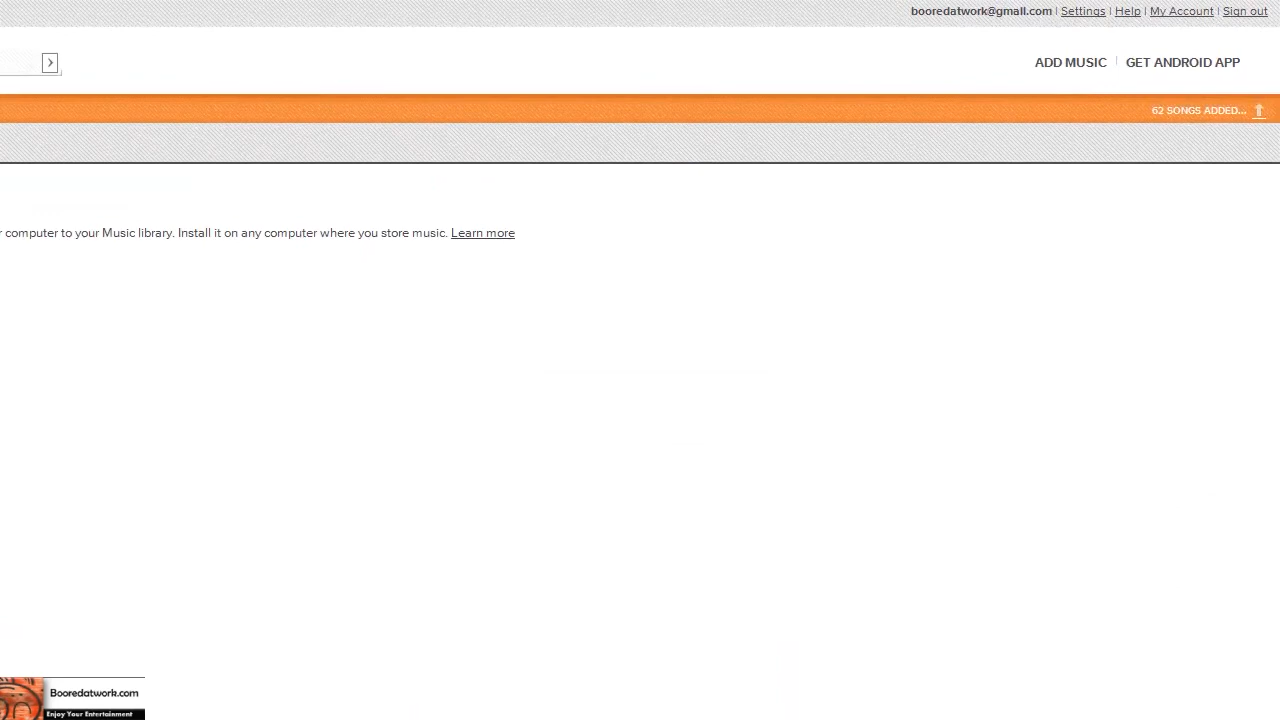 booredatwork@gmail.com | Settings | Help | My Account | Sign out
ADD MUSIC | GET ANDROID APP
62 SONGS ADDED...
computer to your Music library. Install it on any computer where you store music. Learn more
Booredatwork.com
Enjoy Your Entertainment